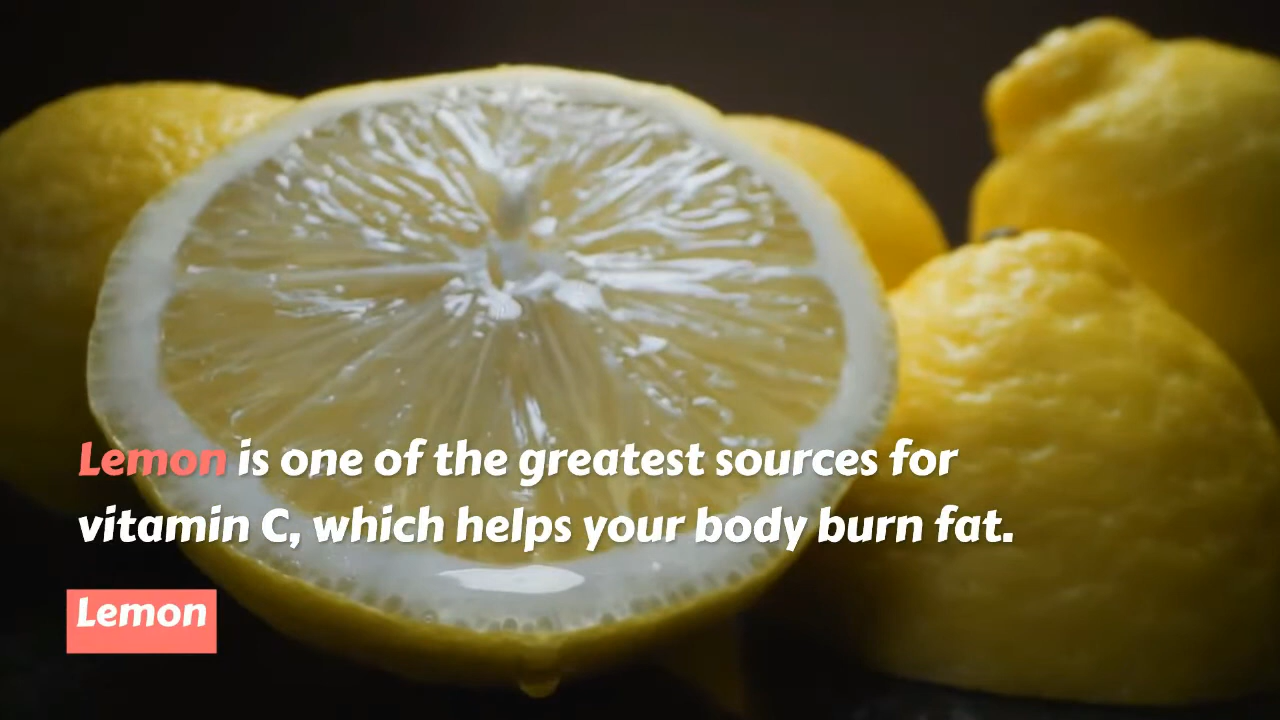 Lemon is one of the greatest sources for
vitamin C, which helps your body burn fat.
Lemon